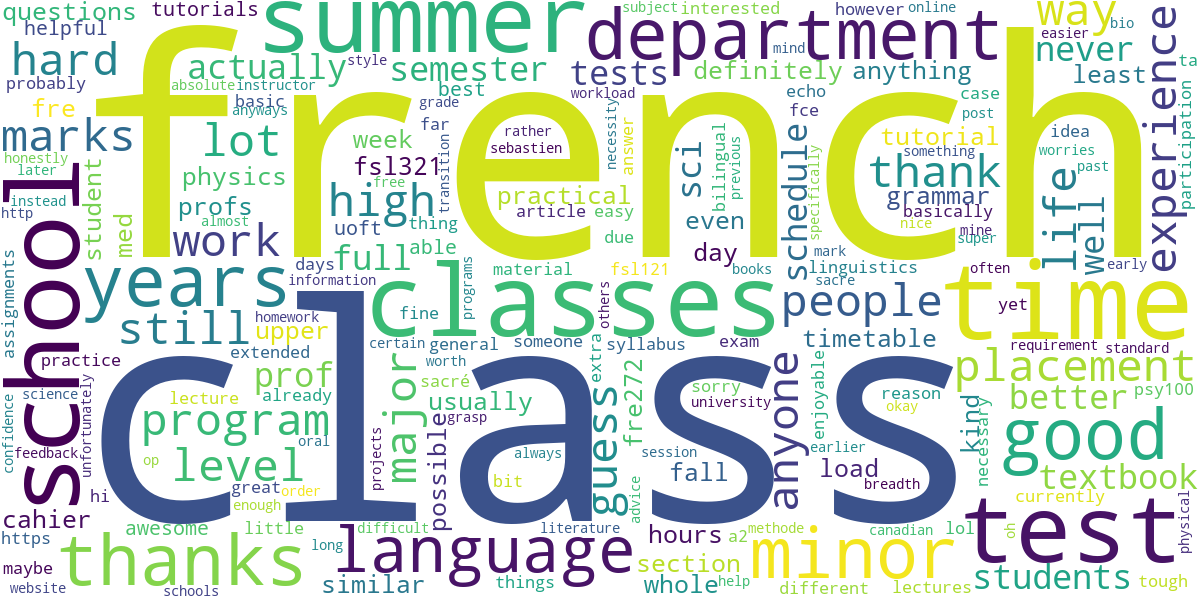 questions
tutorials
summer
department
subject
interested
however
online
way
bio
helpful
style
mind
easier
hard
actually
semester
tests
definitely
anything
never
experience
ta
probably
absolute
instructor
best
workload
echo
case
least
fre
basic
anyways
grade
fce
post
french
marks
lot
week
far
rather
sebastien
necessity
answer
sci
schedule
tutorial
something
idea
worries
participation
honestly
later
student
physics
fsl321
free
transition
practical
bilingual
previous
specifically
thank
grammar
past
instead
http
med
profs
almost
high
uoft
thing
article
easy
even
basically
mine
nice
super
life
well
school
work
full
able
due
day
mark
often
early
assignments
years
days
information
material
fsl121
books
linguistics
sacre
classes
programs
people
time
yet
still
homework
upper
fine
others
certain
general
someone
syllabus
exam
timetable
requirement
standard
practice
extended
worth
extra
placement
science
prof
already
major
sacré
grasp
usually
sorry
university
anyone
enjoyable
reason
okay
better
psy100
class
lecture
program
oral
possible
guess
fre272
kind
necessary
good
confidence
feedback
unfortunately
op
level
projects
always
session
earlier
fall
load
breadth
textbook
hi
great
order
enough
bit
advice
currently
cahier
awesome
little
difficult
literature
hours
a2
methode
canadian
lol
oh
test
physical
https
thanks
long
language
section
minor
maybe
similar
things
whole
help
different
lectures
students
tough
website
schools